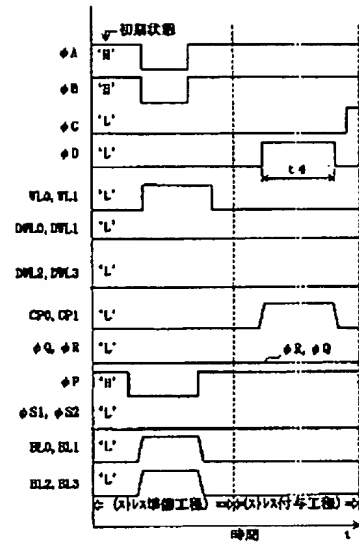 初期状態
φA 'H'
φB 'H'
φC 'L'
φD 'L'
t4
WL0, WL1 'L'
DWL0, DWL1 'L'
DWL2, DWL3 'L'
CP0, CP1 'L'
φQ, φR 'L' φR, φQ
φP 'H'
φS1, φS2 'L'
BL0, BL1 'L'
BL2, BL3 'L'
(ストレス準備工程) (ストレス付与工程)
時間 t